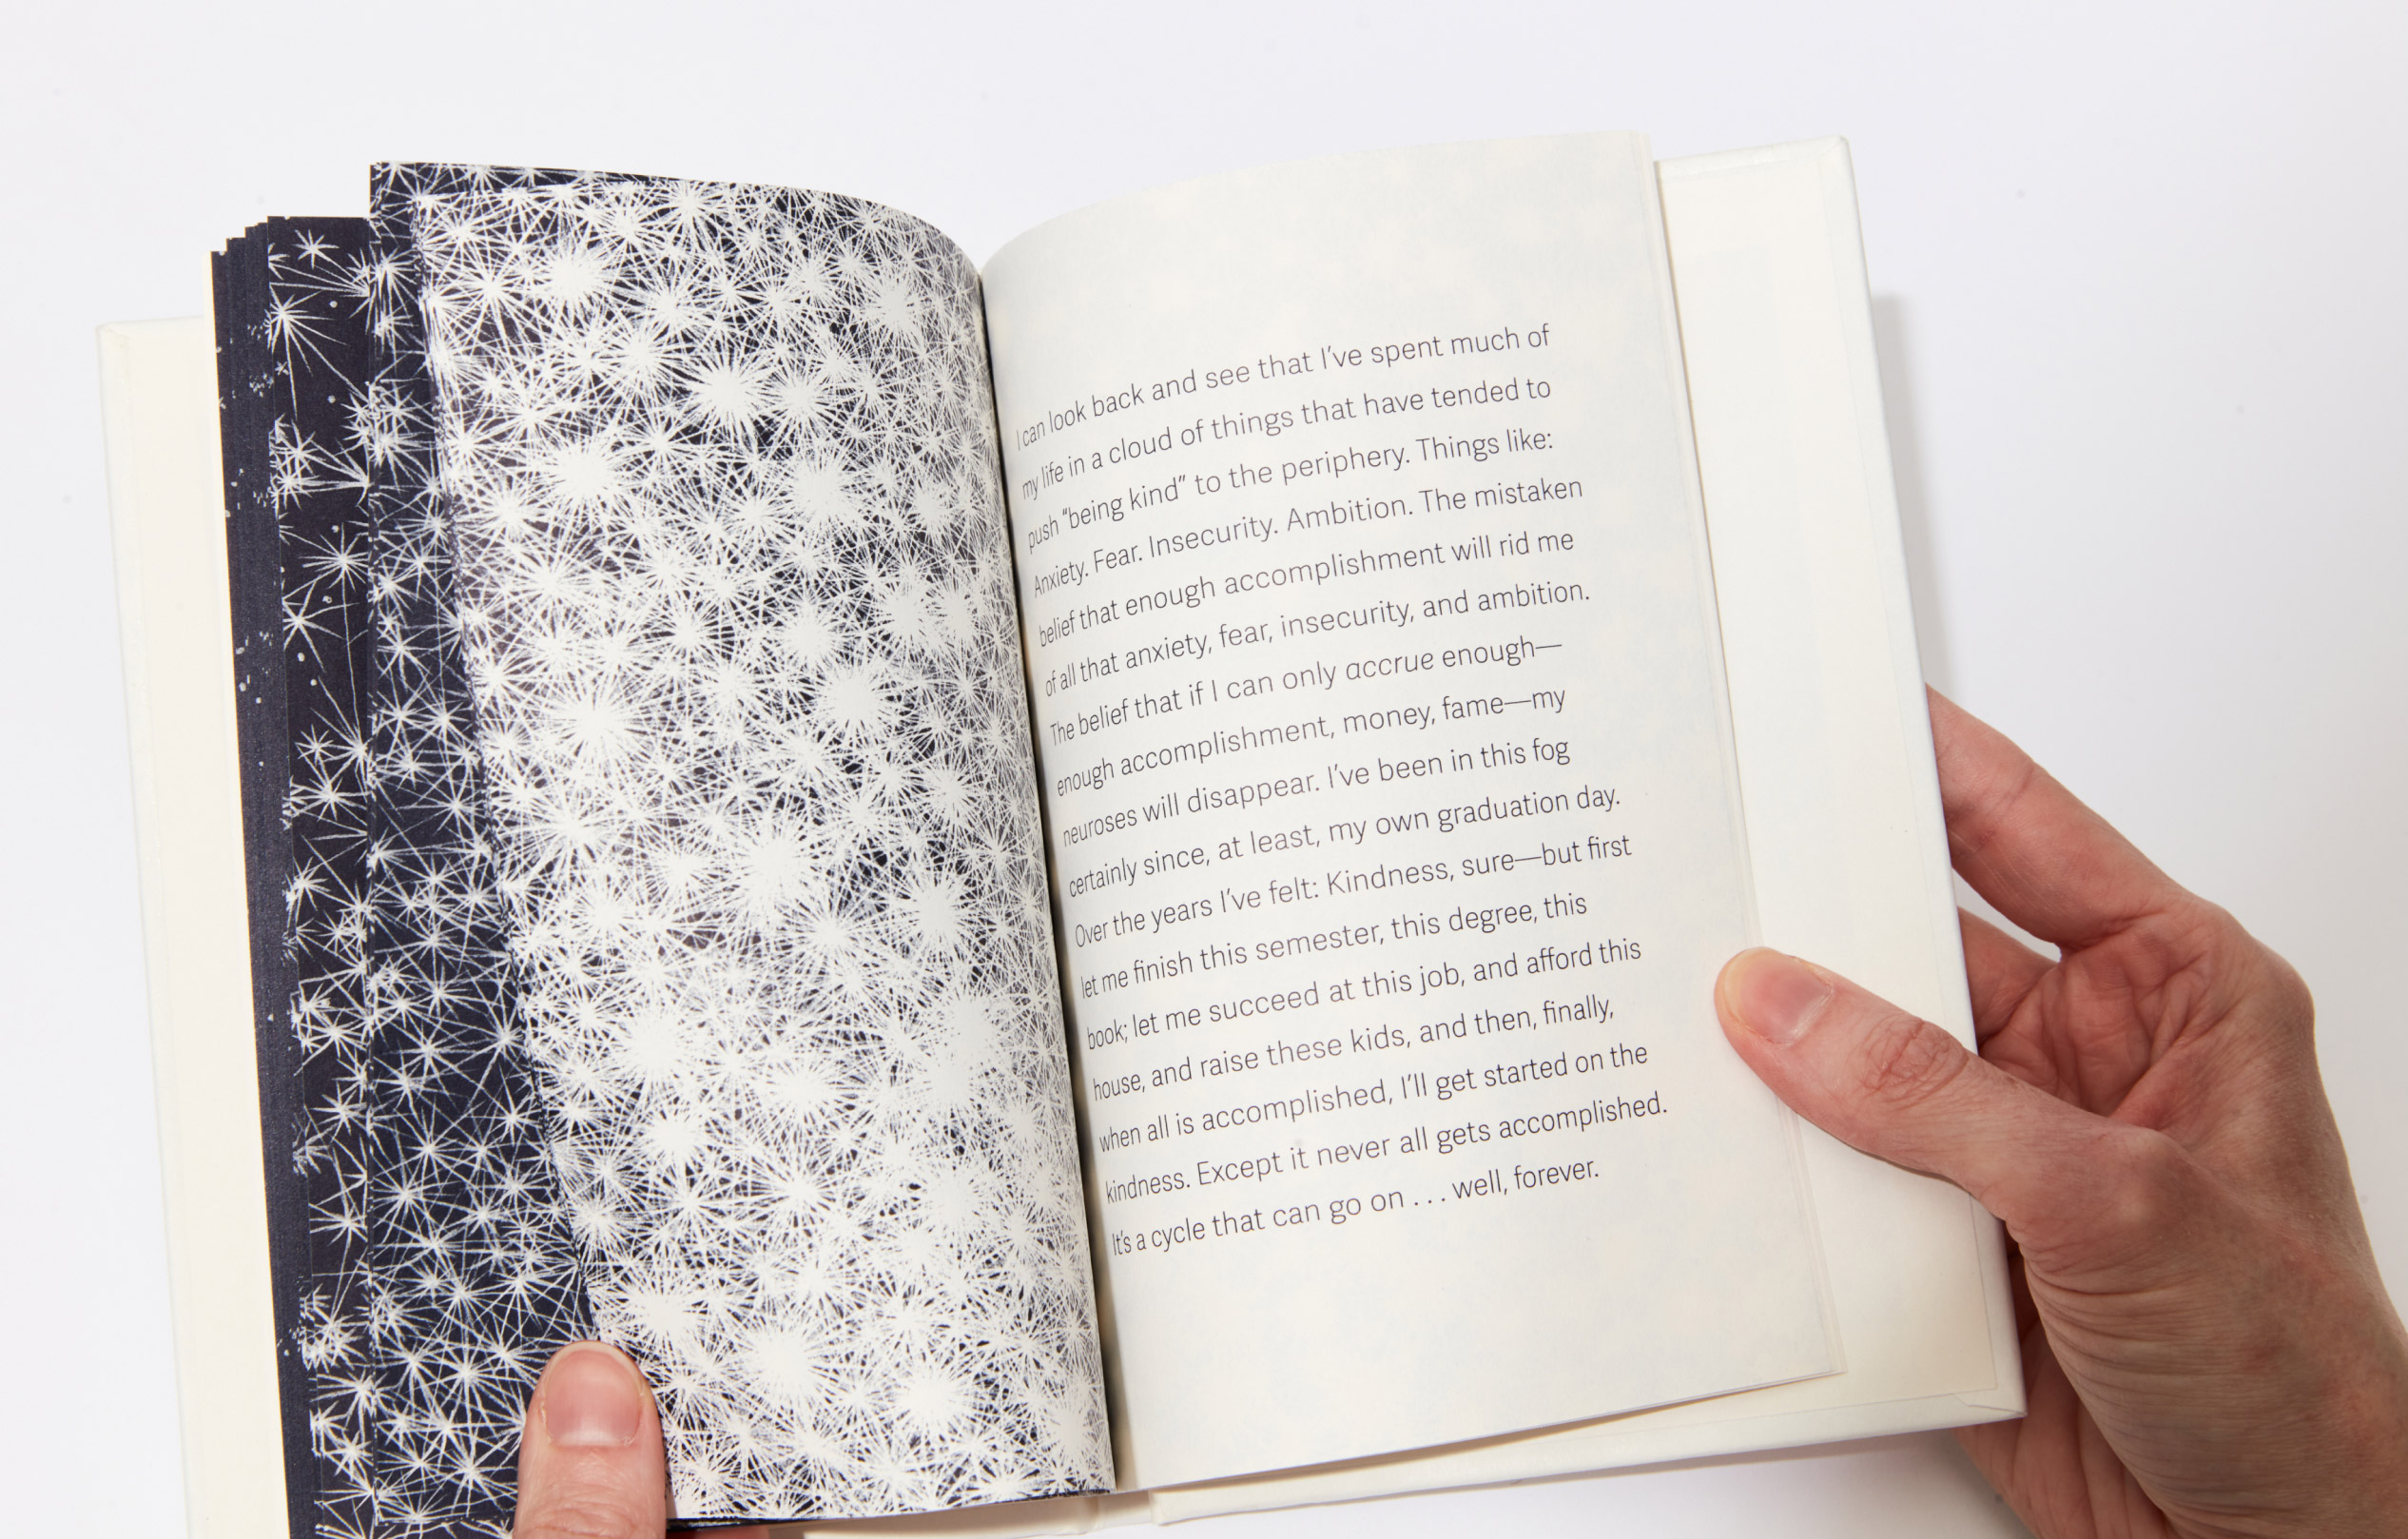 I can look back and see that I’ve spent much of
my life in a cloud of things that have tended to
push “being kind” to the periphery. Things like:
Anxiety. Fear. Insecurity. Ambition. The mistaken
belief that enough accomplishment will rid me
of all that anxiety, fear, insecurity, and ambition.
The belief that if I can only accrue enough—
enough accomplishment, money, fame—my
neuroses will disappear. I’ve been in this fog
certainly since, at least, my own graduation day.
Over the years I’ve felt: Kindness, sure—but first
let me finish this semester, this degree, this
book; let me succeed at this job, and afford this
house, and raise these kids, and then, finally,
when all is accomplished, I’ll get started on the
kindness. Except it never all gets accomplished.
It’s a cycle that can go on . . . well, forever.